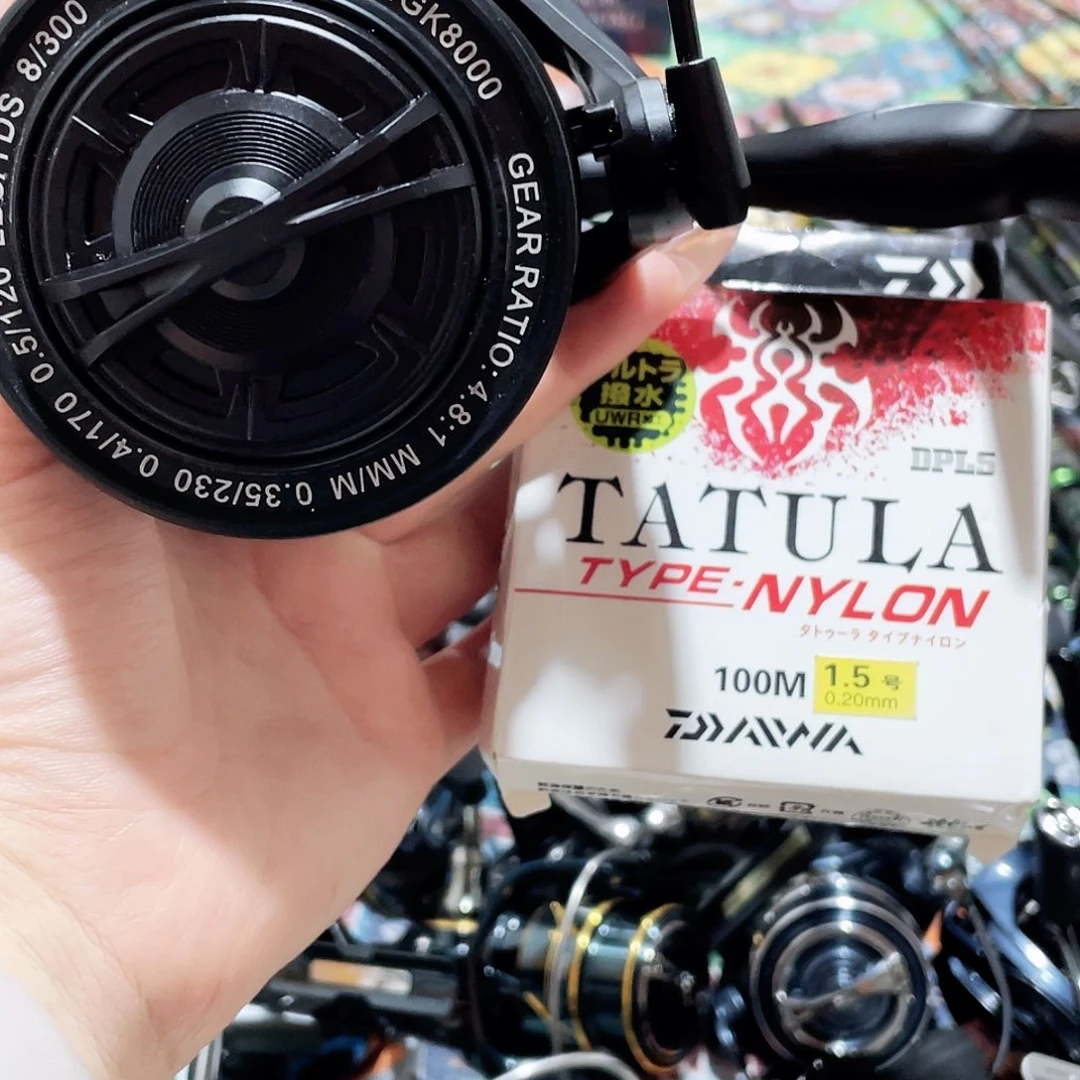 GK8000
GEAR RATIO: 4.8:1
MM/M 0.35/230 0.4/170 0.5/120
YDS 8/300
ルトラ
撥水
UWR
DPLS
TATULA
TYPE-NYLON
タトゥーラ タイプナイロン
100M 1.5号
0.20mm
DAIWA